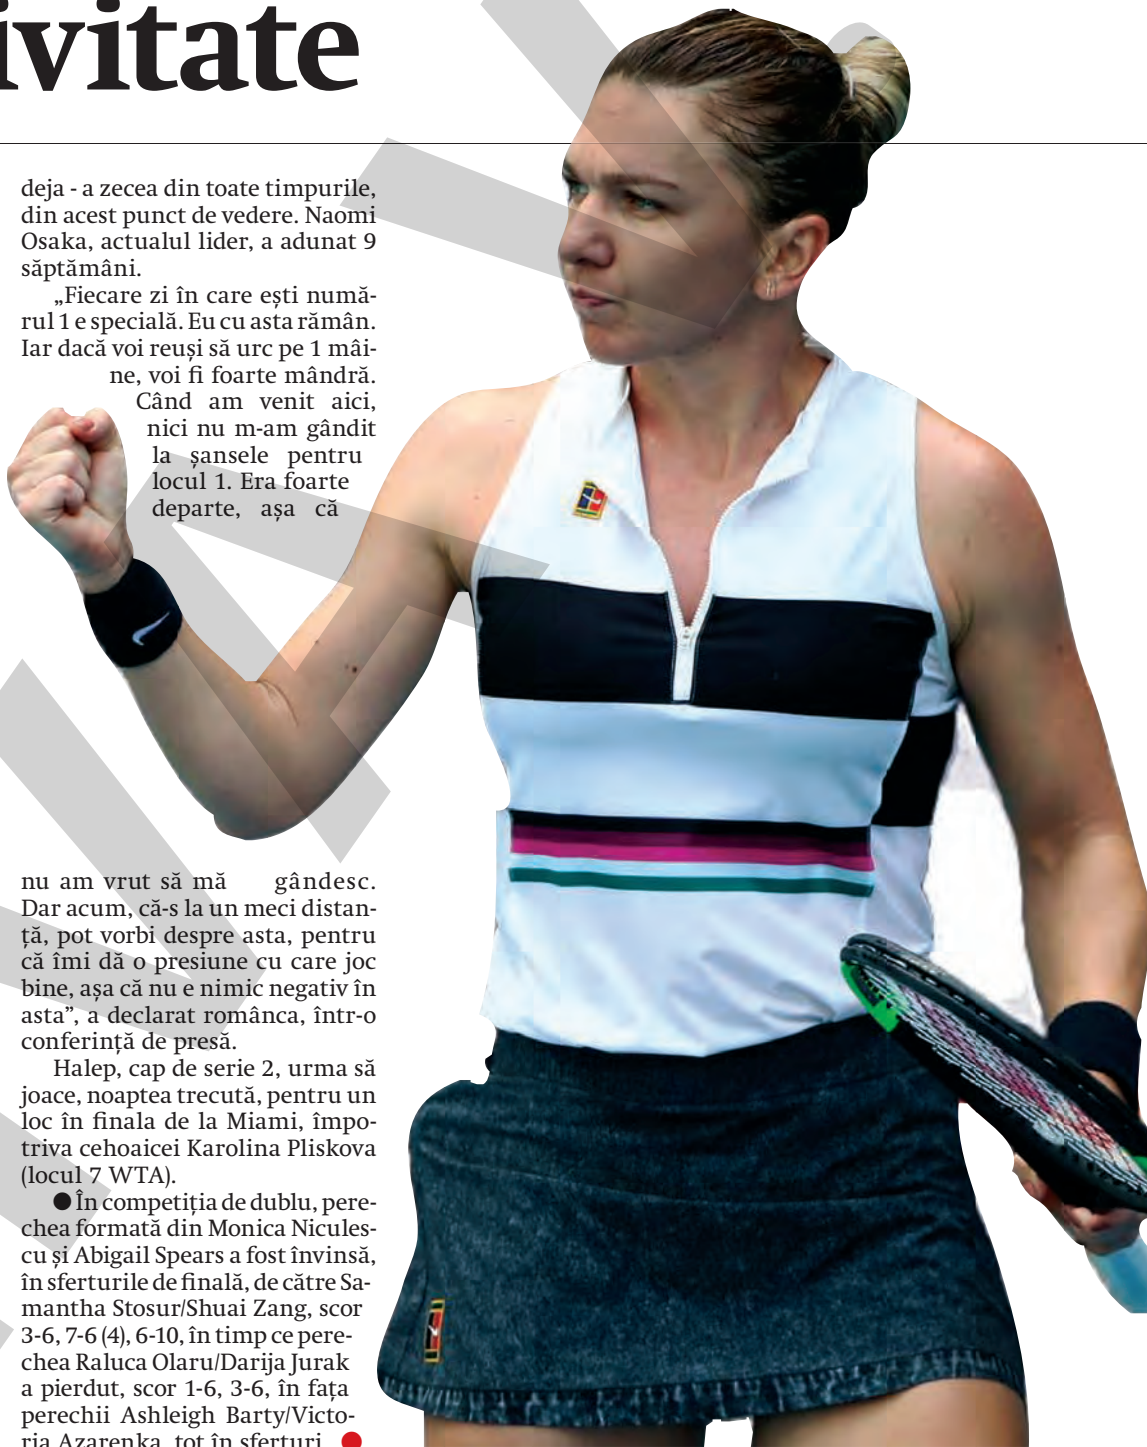 ivitate
deja - a zecea din toate timpurile,
din acest punct de vedere. Naomi
Osaka, actualul lider, a adunat 9
săptămâni.
„Fiecare zi în care ești numă-
rul 1 e specială. Eu cu asta rămân.
Iar dacă voi reuși să urc pe 1 mâi-
ne, voi fi foarte mândră.
Când am venit aici,
nici nu m-am gândit
la șansele pentru
locul 1. Era foarte
departe, așa că
nu am vrut să mă gândesc.
Dar acum, că-s la un meci distan-
ță, pot vorbi despre asta, pentru
că îmi dă o presiune cu care joc
bine, așa că nu e nimic negativ în
asta”, a declarat românca, într-o
conferință de presă.
Halep, cap de serie 2, urma să
joace, noaptea trecută, pentru un
loc în finala de la Miami, împo-
triva cehoaicei Karolina Pliskova
(locul 7 WTA).
● În competiția de dublu, pere-
chea formată din Monica Nicules-
cu și Abigail Spears a fost învinsă,
în sferturile de finală, de către Sa-
mantha Stosur/Shuai Zang, scor
3-6, 7-6 (4), 6-10, în timp ce pere-
chea Raluca Olaru/Darija Jurak
a pierdut, scor 1-6, 3-6, în fața
perechii Ashleigh Barty/Victo-
ria Azarenka, tot în sferturi. ●